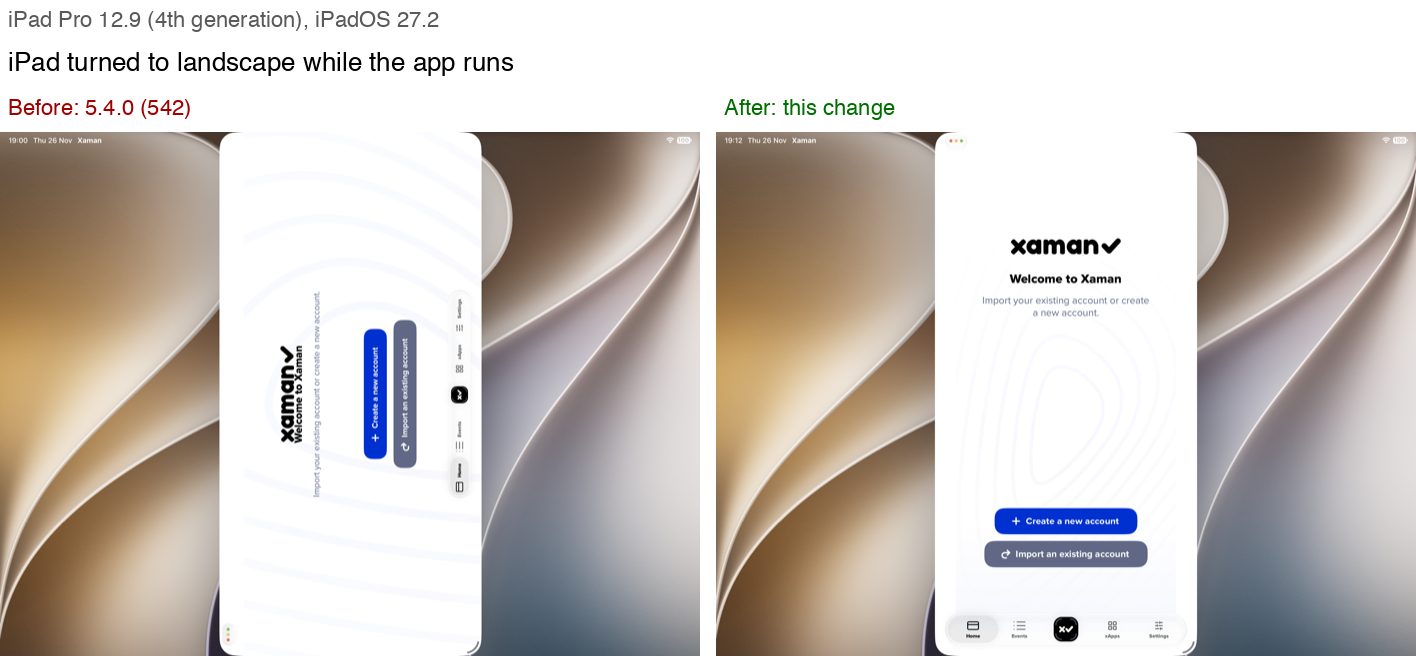 iPad Pro 12.9 (4th generation), iPadOS 27.2
iPad turned to landscape while the app runs
Before: 5.4.0 (542)
After: this change
19:00 Thu 26 Nov Xaman
100
xaman
Welcome to Xaman
Import your existing account or create a new account.
+ Create a new account
Import an existing account
Home
Events
xApps
Settings
19:12 Thu 26 Nov Xaman
100
xaman
Welcome to Xaman
Import your existing account or create
a new account.
+ Create a new account
Import an existing account
Home
Events
xApps
Settings